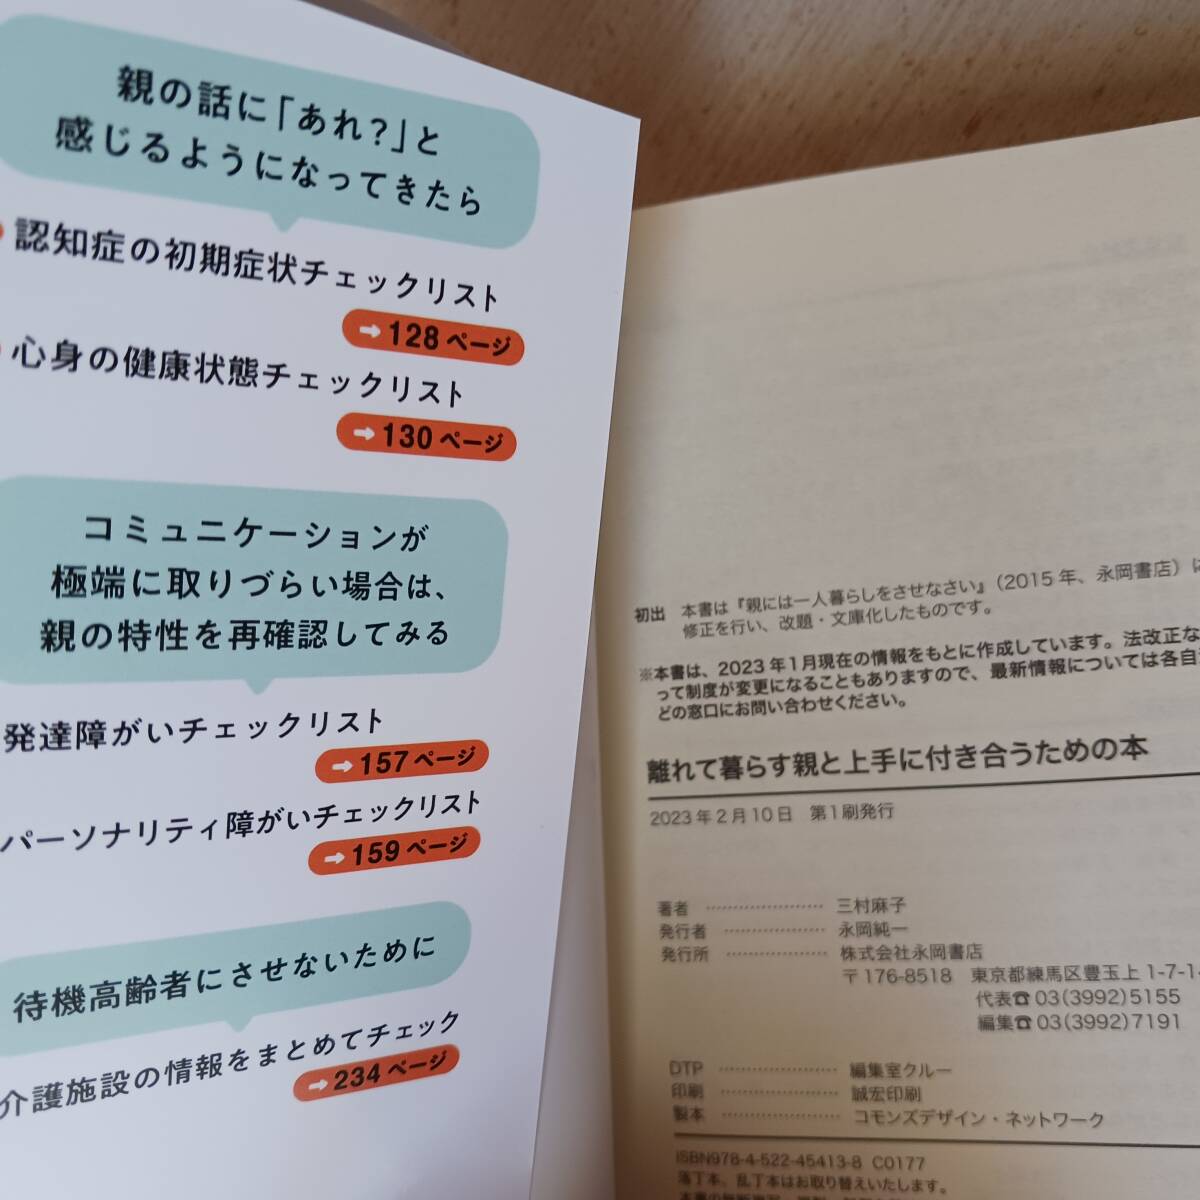 親の話に「あれ？」と
感じるようになってきたら
認知症の初期症状チェックリスト
➡128ページ
心身の健康状態チェックリスト
➡130ページ
コミュニケーションが
極端に取りづらい場合は、
親の特性を再確認してみる
発達障がいチェックリスト
➡157ページ
パーソナリティ障がいチェックリスト
➡159ページ
待機高齢者にさせないために
介護施設の情報をまとめてチェック
➡234ページ
初出 本書は『親には一人暮らしをさせなさい』（2015年、永岡書店）に
修正を行い、改題・文庫化したものです。
※本書は、2023年1月現在の情報をもとに作成しています。法改正な
って制度が変更になることもありますので、最新情報については各自
どの窓口にお問い合わせください。
離れて暮らす親と上手に付き合うための本
2023年2月10日 第1刷発行
著者 ………………… 三村麻子
発行者 ……………… 永岡純一
発行所 ……………… 株式会社永岡書店
〒176-8518 東京都練馬区豊玉上1-7-14
代表☎03(3992)5155
編集☎03(3992)7191
DTP ………………… 編集室クルー
印刷 ………………… 誠宏印刷
製本 ………………… コモンズデザイン・ネットワーク
ISBN978-4-522-45413-8 C0177
落丁本、乱丁本はお取り替えいたします。